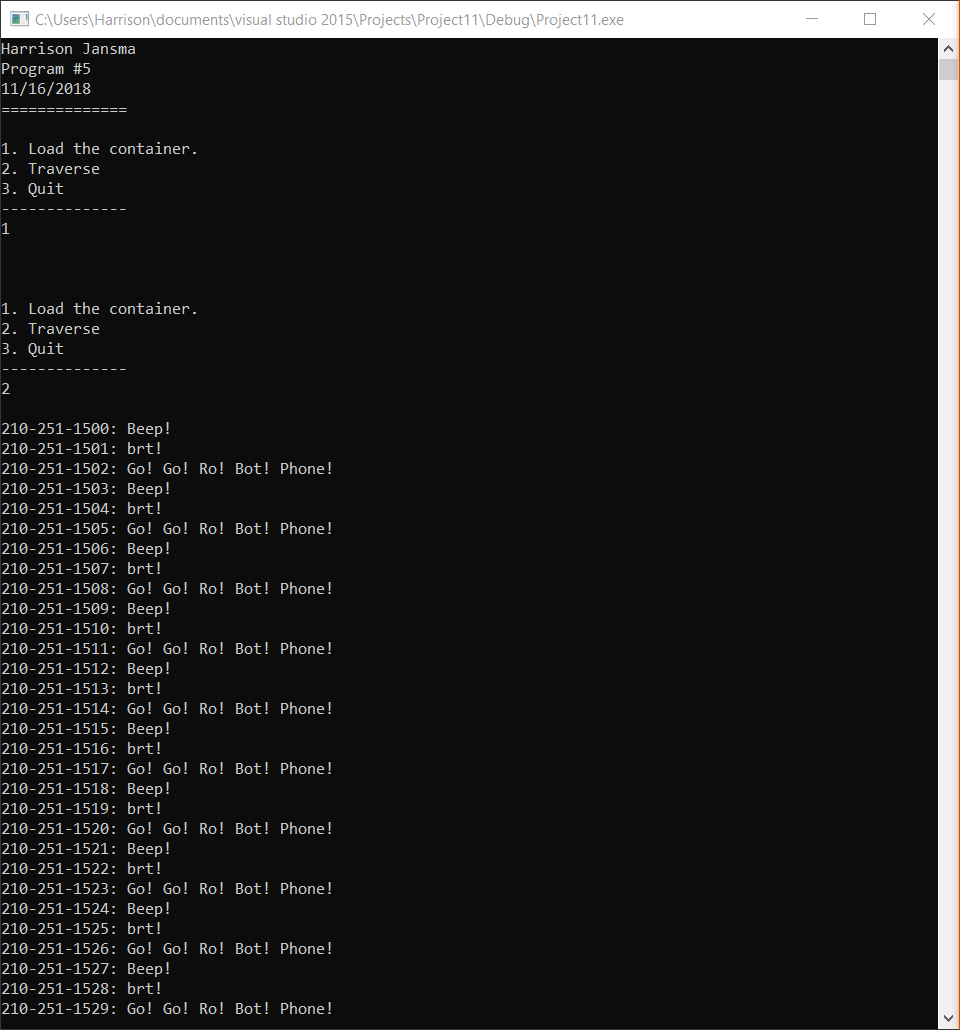 C:\Users\Harrison\documents\visual studio 2015\Projects\Project11\Debug\Project11.exe
Harrison Jansma
Program #5
11/16/2018
==============
1. Load the container.
2. Traverse
3. Quit
--------------
1
1. Load the container.
2. Traverse
3. Quit
--------------
2
210-251-1500: Beep!
210-251-1501: brt!
210-251-1502: Go! Go! Ro! Bot! Phone!
210-251-1503: Beep!
210-251-1504: brt!
210-251-1505: Go! Go! Ro! Bot! Phone!
210-251-1506: Beep!
210-251-1507: brt!
210-251-1508: Go! Go! Ro! Bot! Phone!
210-251-1509: Beep!
210-251-1510: brt!
210-251-1511: Go! Go! Ro! Bot! Phone!
210-251-1512: Beep!
210-251-1513: brt!
210-251-1514: Go! Go! Ro! Bot! Phone!
210-251-1515: Beep!
210-251-1516: brt!
210-251-1517: Go! Go! Ro! Bot! Phone!
210-251-1518: Beep!
210-251-1519: brt!
210-251-1520: Go! Go! Ro! Bot! Phone!
210-251-1521: Beep!
210-251-1522: brt!
210-251-1523: Go! Go! Ro! Bot! Phone!
210-251-1524: Beep!
210-251-1525: brt!
210-251-1526: Go! Go! Ro! Bot! Phone!
210-251-1527: Beep!
210-251-1528: brt!
210-251-1529: Go! Go! Ro! Bot! Phone!